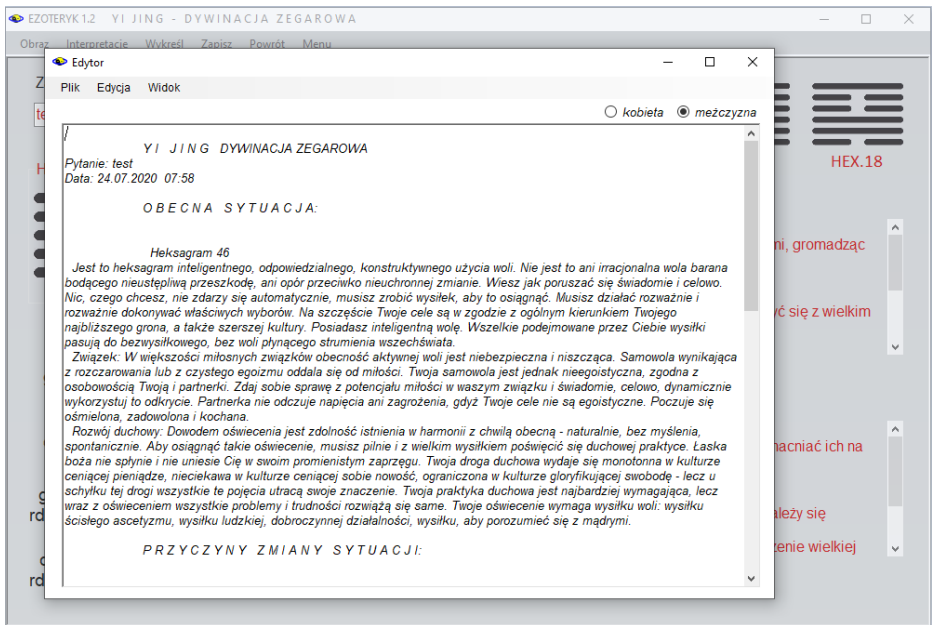 EZOTERYK 1.2 YI JING - DYWINACJA ZEGAROWA
Obraz Interpretacje Wykreśl Zapisz Powrót Menu
Edytor
Plik Edycja Widok
kobieta meżczyzna
YI JING DYWINACJA ZEGAROWA
Pytanie: test
Data: 24.07.2020 07:58
OBECNA SYTUACJA:
Heksagram 46
Jest to heksagram inteligentnego, odpowiedzialnego, konstruktywnego użycia woli. Nie jest to ani irracjonalna wola barana
bodącego nieustępliwą przeszkodę, ani opór przeciwko nieuchronnej zmianie. Wiesz jak poruszać się świadomie i celowo.
Nic, czego chcesz, nie zdarzy się automatycznie, musisz zrobić wysiłek, aby to osiągnąć. Musisz działać rozważnie i
rozważnie dokonywać właściwych wyborów. Na szczęście Twoje cele są w zgodzie z ogólnym kierunkiem Twojego
najbliższego grona, a także szerszej kultury. Posiadasz inteligentną wolę. Wszelkie podejmowane przez Ciebie wysiłki
pasują do bezwysiłkowego, bez woli płynącego strumienia wszechświata.
Związek: W większości miłosnych związków obecność aktywnej woli jest niebezpieczna i niszcząca. Samowola wynikająca
z rozczarowania lub z czystego egoizmu oddala się od miłości. Twoja samowola jest jednak nieegoistyczna, zgodna z
osobowością Twoją i partnerki. Zdaj sobie sprawę z potencjału miłości w waszym związku i świadomie, celowo, dynamicznie
wykorzystuj to odkrycie. Partnerka nie odczuje napięcia ani zagrożenia, gdyż Twoje cele nie są egoistyczne. Poczuje się
ośmielona, zadowolona i kochana.
Rozwój duchowy: Dowodem oświecenia jest zdolność istnienia w harmonii z chwilą obecną - naturalnie, bez myślenia,
spontanicznie. Aby osiągnąć takie oświecenie, musisz pilnie i z wielkim wysiłkiem poświęcić się duchowej praktyce. Łaska
boża nie spłynie i nie uniesie Cię w swoim promienistym zaprzęgu. Twoja droga duchowa wydaje się monotonna w kulturze
ceniącej pieniądze, nieciekawa w kulturze ceniącej sobie nowość, ograniczona w kulturze gloryfikującej swobodę - lecz u
schyłku tej drogi wszystkie te pojęcia utracą swoje znaczenie. Twoja praktyka duchowa jest najbardziej wymagająca, lecz
wraz z oświeceniem wszystkie problemy i trudności rozwiążą się same. Twoje oświecenie wymaga wysiłku woli: wysiłku
ścisłego ascetyzmu, wysiłku ludzkiej, dobroczynnej działalności, wysiłku, aby porozumieć się z mądrymi.
PRZYCZYNY ZMIANY SYTUACJI:
HEX.18
mi, gromadząc
yć się z wielkim
nacniać ich na
ależy się
zenie wielkiej